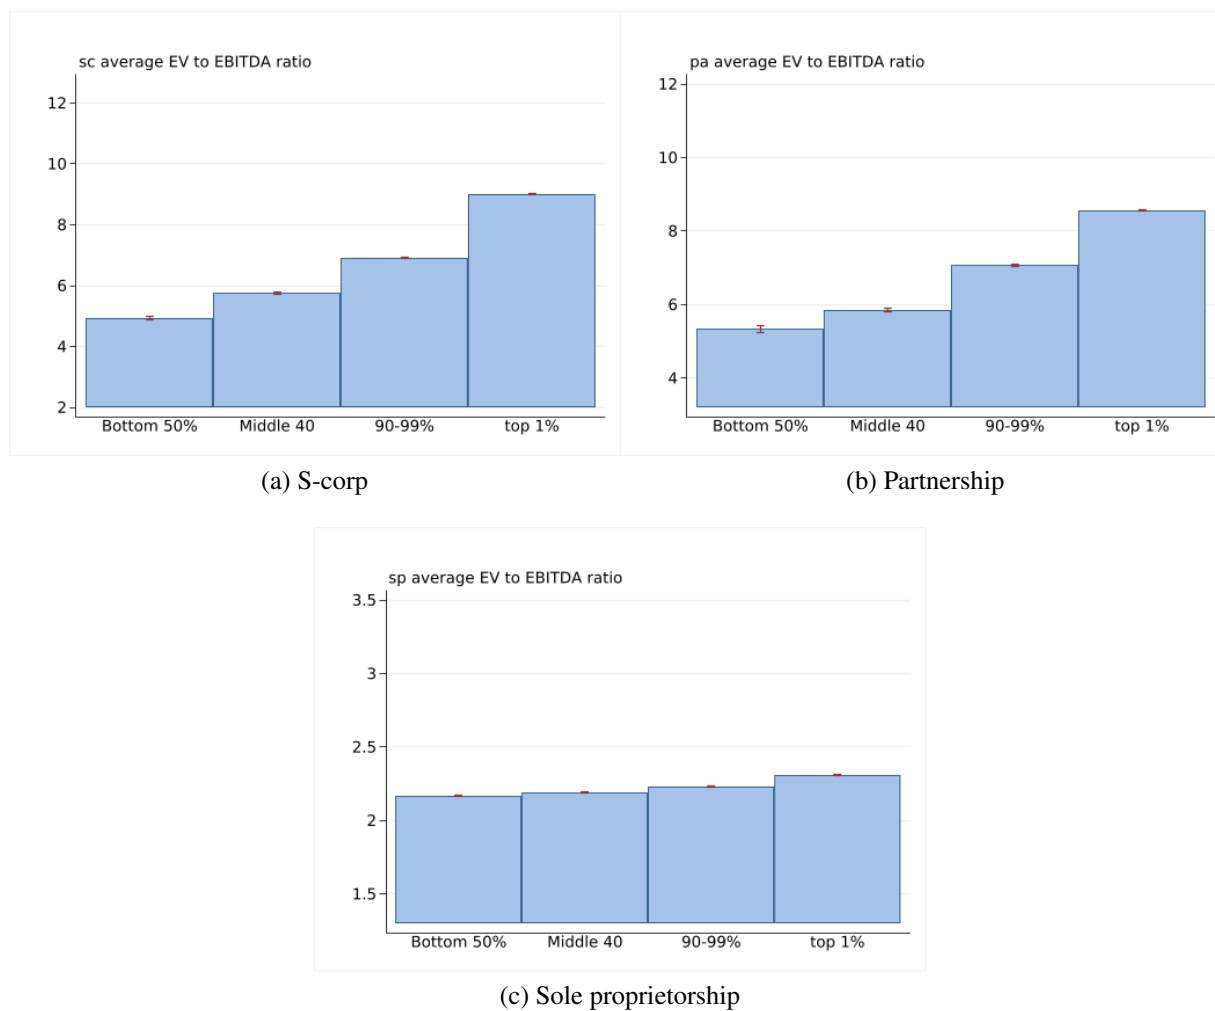 sc average EV to EBITDA ratio
12
10
8
6
4
2
Bottom 50% Middle 40 90-99% top 1%
(a) S-corp
pa average EV to EBITDA ratio
12
10
8
6
4
Bottom 50% Middle 40 90-99% top 1%
(b) Partnership
sp average EV to EBITDA ratio
3.5
3
2.5
2
1.5
Bottom 50% Middle 40 90-99% top 1%
(c) Sole proprietorship